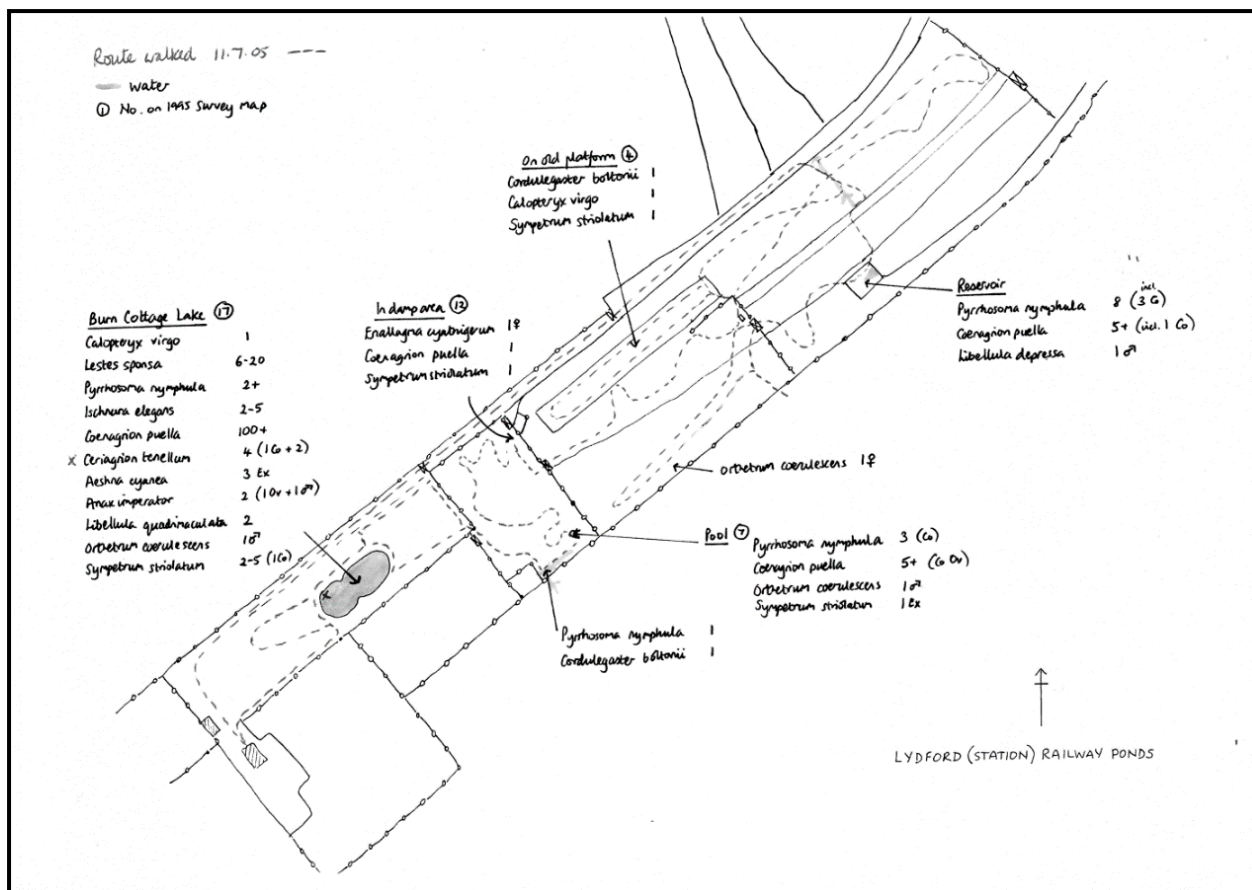 Route walked 11.7.05 ---
water
① No. on 1995 Survey map
On old platform ④
Cordulegaster boltonii 1
Calopteryx virgo 1
Sympetrum striolatum 1
In damp area ⑫
Enallagma cyathigerum 1♀
Coenagrion puella 1
Sympetrum striolatum 1
Burn Cottage Lake ⑰
Calopteryx virgo 1
Lestes sponsa 6-20
Pyrrhosoma nymphula 2+
Ischnura elegans 2-5
Coenagrion puella 100+
x Ceriagrion tenellum 4 (1Co + 2)
Aeshna cyanea 3 Ex
Anax imperator 2 (1Ov + 1♂)
Libellula quadrimaculata 2
Orthetrum coerulescens 1♂
Sympetrum striolatum 2-5 (1Co)
x
Reservoir
Pyrrhosoma nymphula 8 (incl 3 Co)
Coenagrion puella 5+ (incl. 1 Co)
Libellula depressa 1♂
Orthetrum coerulescens 1♀
Pool ⑦
Pyrrhosoma nymphula 3 (Co)
Coenagrion puella 5+ (Co Ov)
Orthetrum coerulescens 1♂
Sympetrum striolatum 1 Ex
Pyrrhosoma nymphula 1
Cordulegaster boltonii 1
LYDFORD (STATION) RAILWAY PONDS